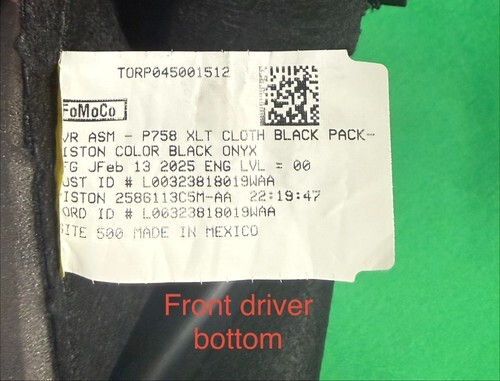 TORP045001512
FoMoCo
VR ASM - P758 XLT CLOTH BLACK PACK…
ISTON COLOR BLACK ONYX
FG JFeb 13 2025 ENG LVL = 00
UST ID # L00323818019WAA
ISTON 2586113C5M-AA 22:19:47
ORD ID # L00323818019WAA
SITE 500 MADE IN MEXICO
Front driver
bottom